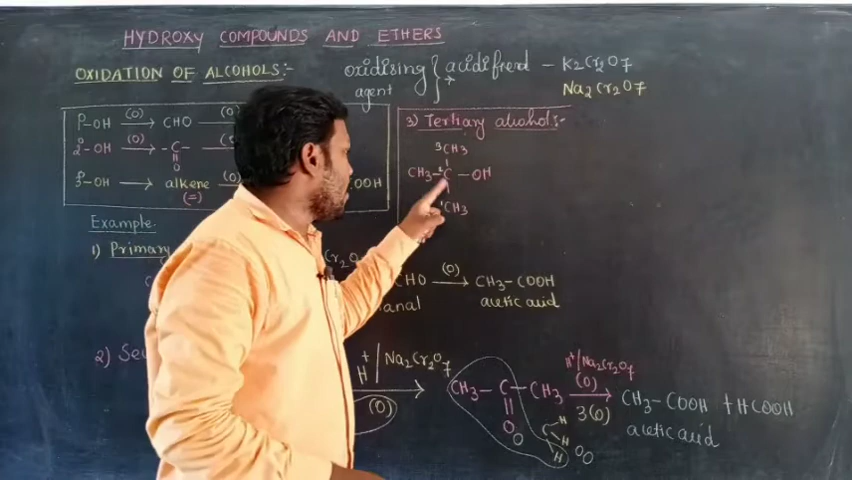 HYDROXY COMPOUNDS AND ETHERS
OXIDATION OF ALCOHOLS:-
oxidising agent { acidified - K2Cr2O7
Na2Cr2O7
1°-OH (O) → CHO (O)
2°-OH (O) → -C-
O
3°-OH → alkene
(=)
COOH
3) Tertiary alcohol:-
3CH3
CH3-C-OH
1CH3
Example.
1) Primary
Cr2O
CHO (O) → CH3-COOH
anal acetic acid
2) Sec
H+/Na2Cr2O7
(O)
CH3-C-CH3
O
H+/Na2Cr2O7
(O)
3(O)
CH3-COOH + HCOOH
acetic acid
O C H
H
H O O